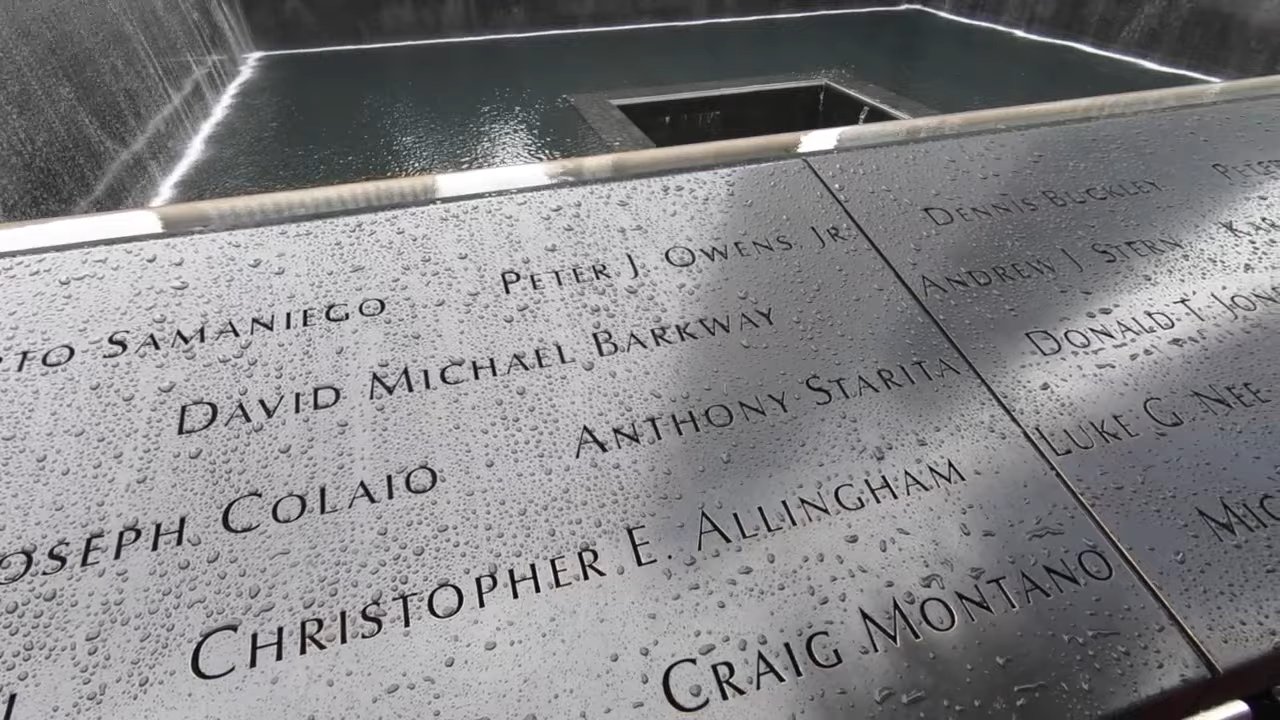 PETER J. OWENS, JR.
SAMANIEGO
DAVID MICHAEL BARKWAY
ANTHONY STARITA
COLAIO
CHRISTOPHER E. ALLINGHAM
CRAIG MONTANO
DENNIS BUCKLEY
ANDREW J. STERN
DONALD T.
LUKE G. NEE